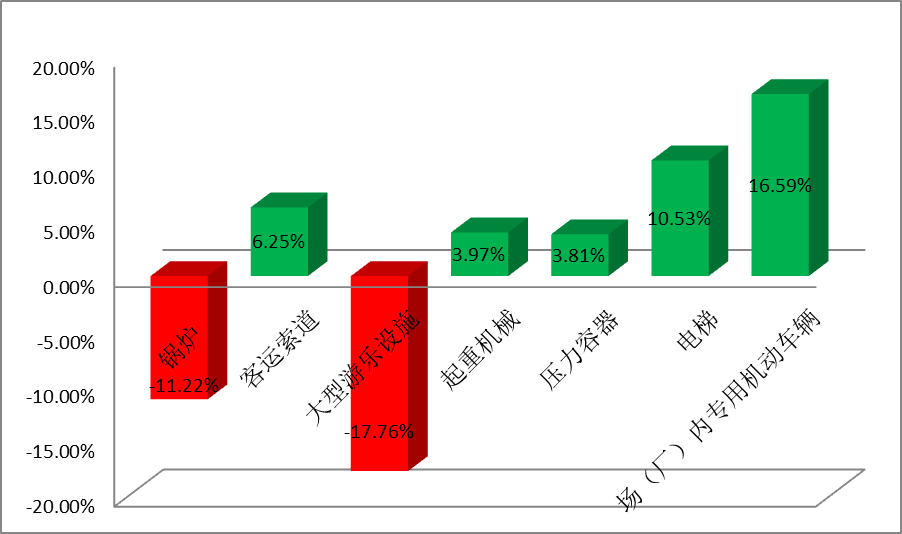 20.00%
15.00%
10.00%
5.00%
0.00%
-5.00%
-10.00%
-15.00%
-20.00%
-11.22%
6.25%
-17.76%
3.97%
3.81%
10.53%
16.59%
锅炉
客运索道
大型游乐设施
起重机械
压力容器
电梯
场（厂）内专用机动车辆